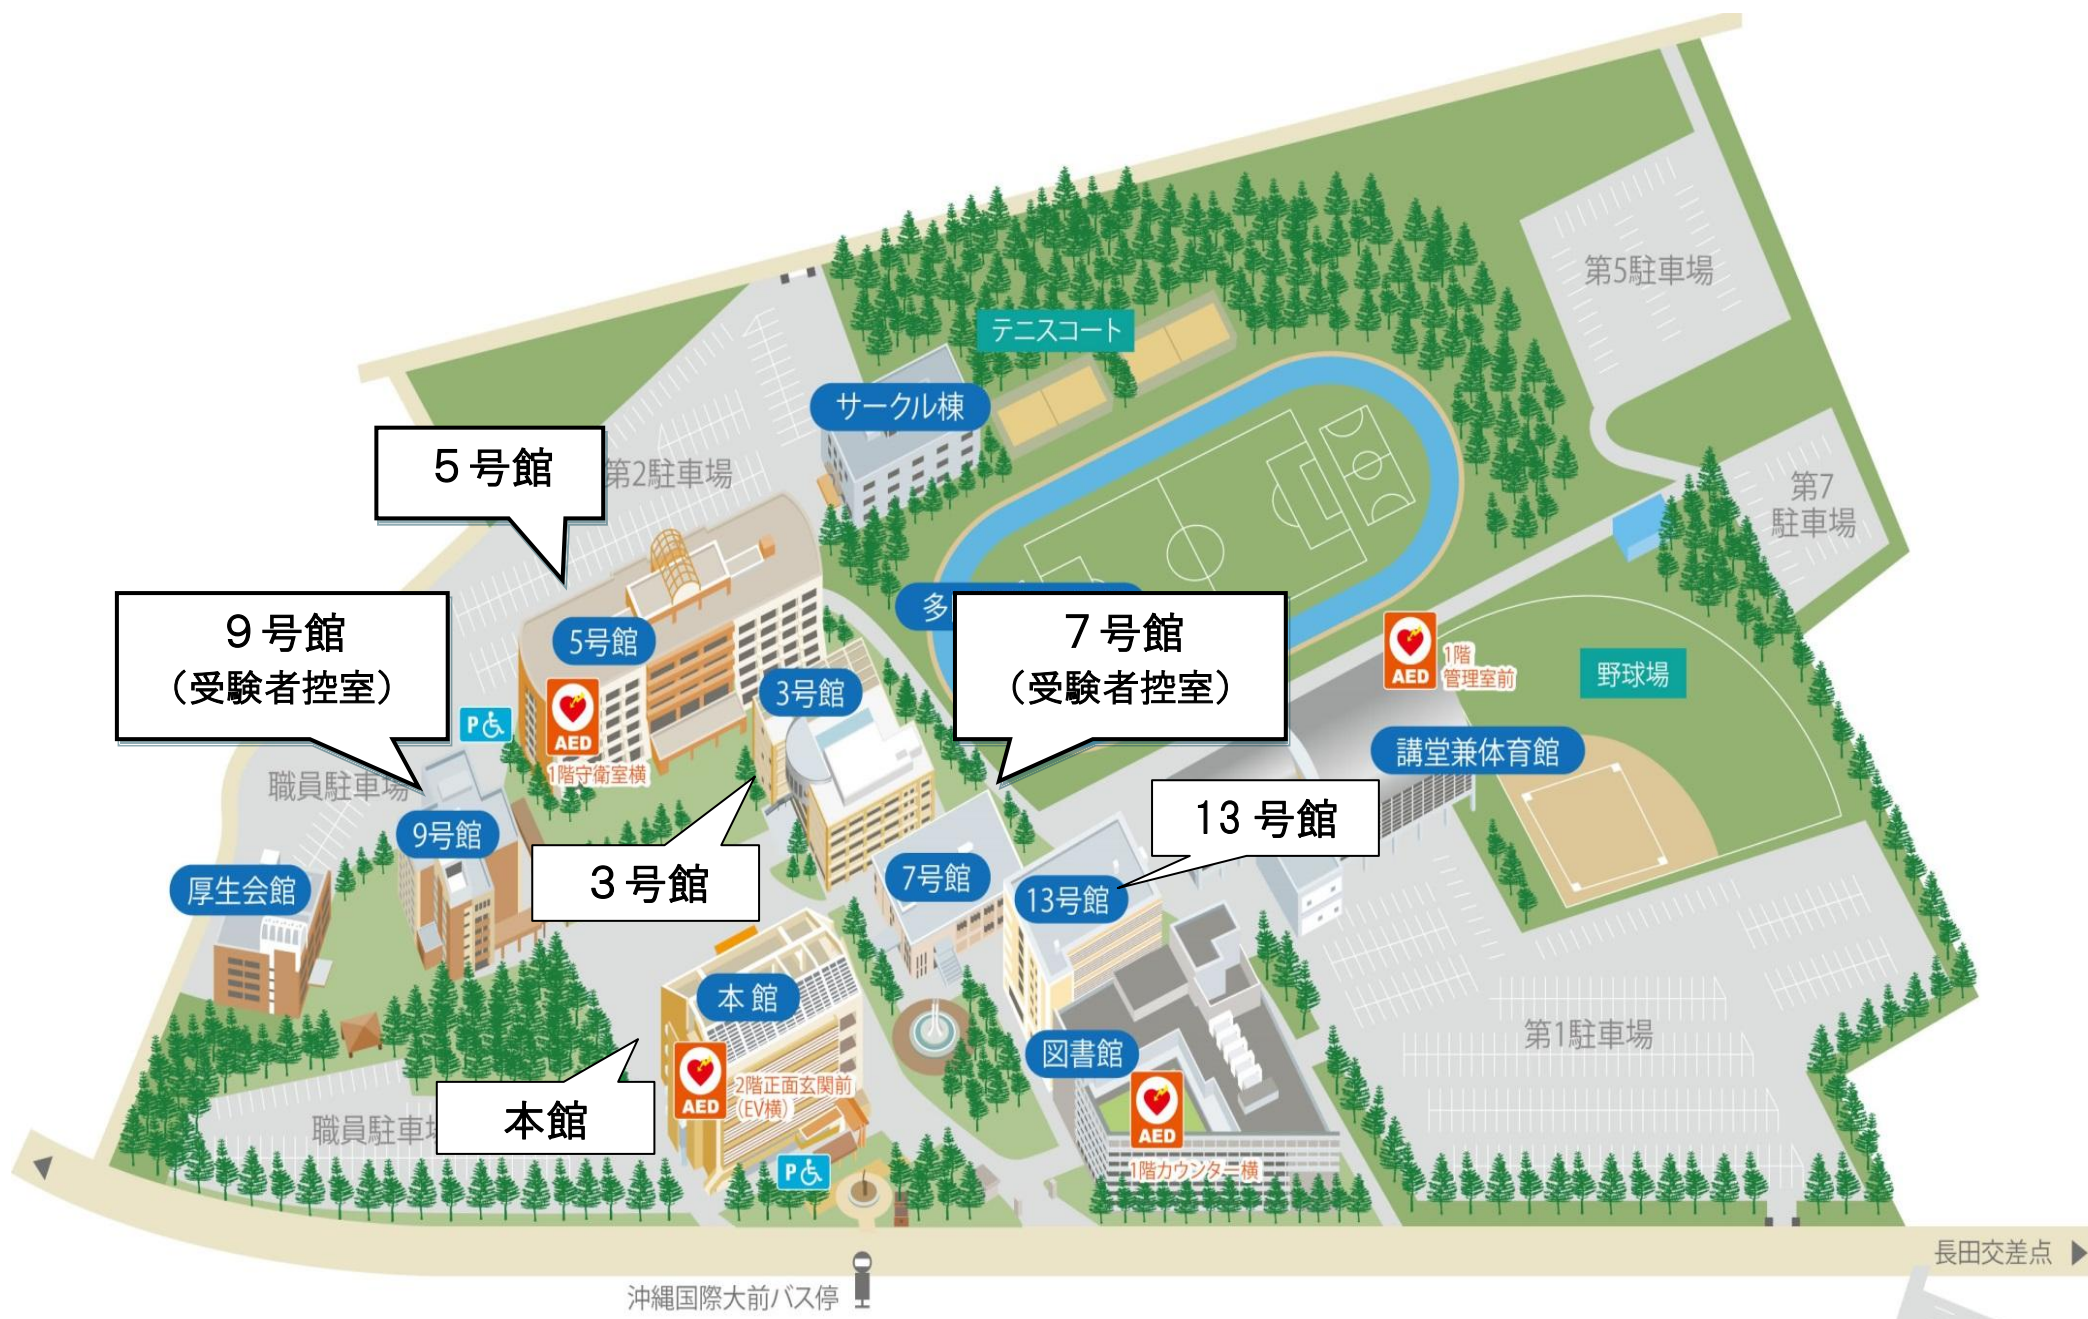 第5駐車場
テニスコート
サークル棟
5号館
第2駐車場
第7
駐車場
9号館
(受験者控室)
5号館
多
7号館
(受験者控室)
AED
1階
管理室前
野球場
3号館
P
AED
1階守衛室横
講堂兼体育館
職員駐車場
13号館
9号館
3号館
厚生会館
7号館
13号館
本館
第1駐車場
図書館
AED
2階正面玄関前
(EV横)
本館
職員駐車
AED
1階カウンター横
P
長田交差点
沖縄国際大前バス停